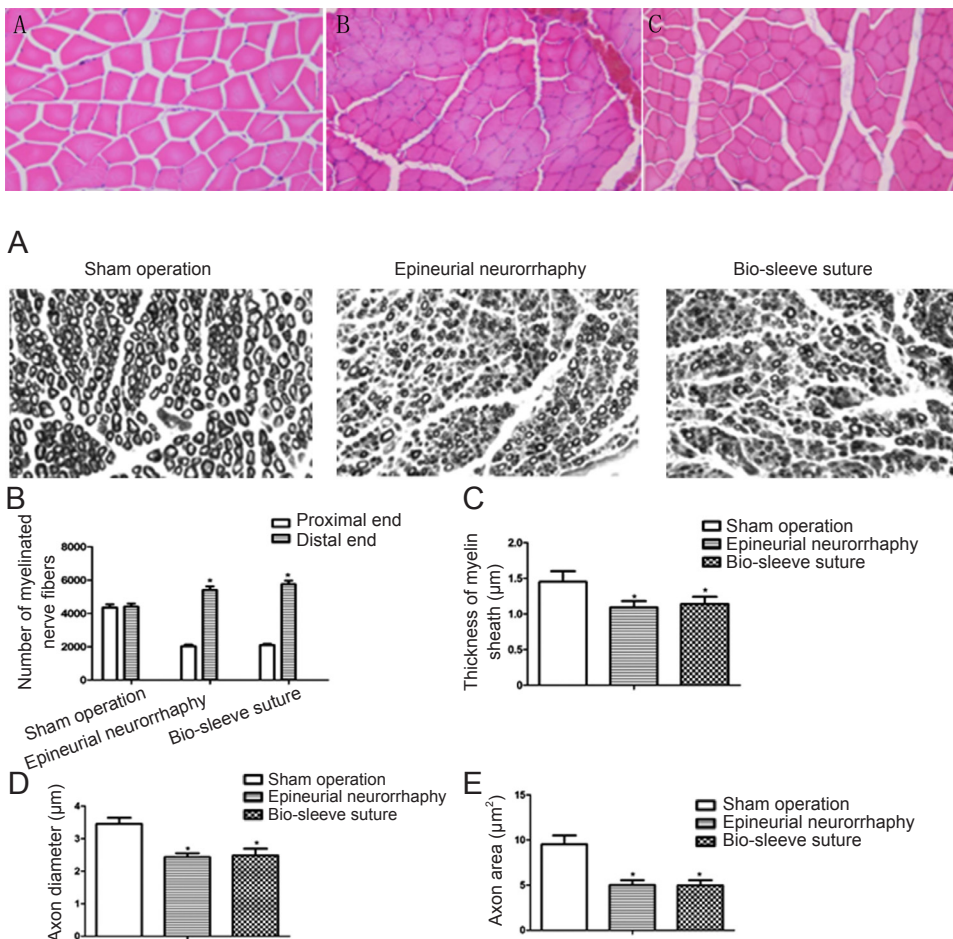 A B C
A
Sham operation Epineurial neurorrhaphy Bio-sleeve suture
B
Proximal end
Distal end
Number of myelinated
nerve fibers
8000
6000
4000
2000
0
* *
Sham operation
Epineurial neurorrhaphy
Bio-sleeve suture
C
Sham operation
Epineurial neurorrhaphy
Bio-sleeve suture
Thickness of myelin
sheath (μm)
2.0
1.5
1.0
0.5
0
* *
D
Sham operation
Epineurial neurorrhaphy
Bio-sleeve suture
Axon diameter (μm)
4
3
2
1
0
* *
E
Sham operation
Epineurial neurorrhaphy
Bio-sleeve suture
Axon area (μm²)
15
10
5
0
* *